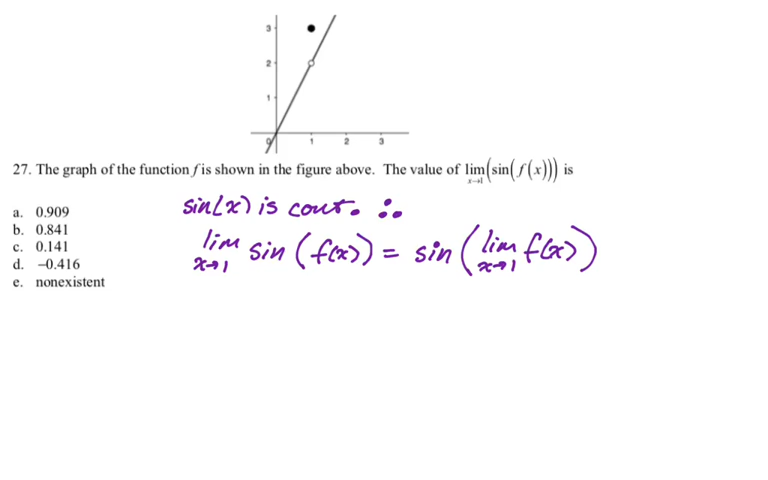 3
2
1
0 1 2 3
27. The graph of the function f is shown in the figure above. The value of lim x→1 (sin(f(x))) is
a. 0.909
b. 0.841
c. 0.141
d. −0.416
e. nonexistent
sin(x) is cont. ∴
lim x→1 sin (f(x)) = sin (lim x→1 f(x))